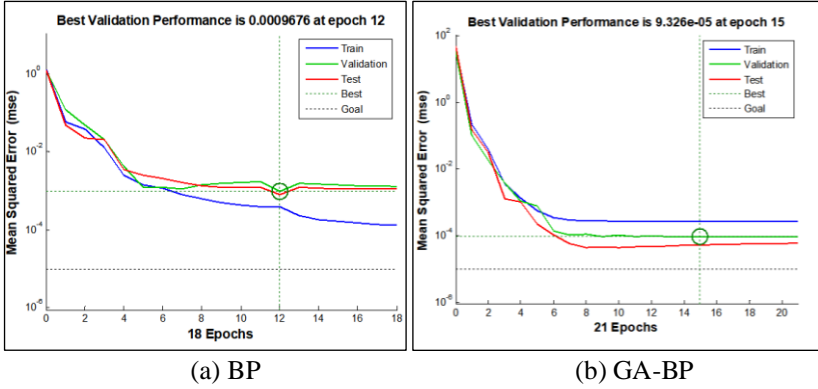 Best Validation Performance is 0.0009676 at epoch 12
Mean Squared Error (mse)
10^0
10^-2
10^-4
10^-6
Train
Validation
Test
Best
Goal
0 2 4 6 8 10 12 14 16 18
18 Epochs
(a) BP
Best Validation Performance is 9.326e-05 at epoch 15
Mean Squared Error (mse)
10^2
10^0
10^-2
10^-4
10^-6
Train
Validation
Test
Best
Goal
0 2 4 6 8 10 12 14 16 18 20
21 Epochs
(b) GA-BP